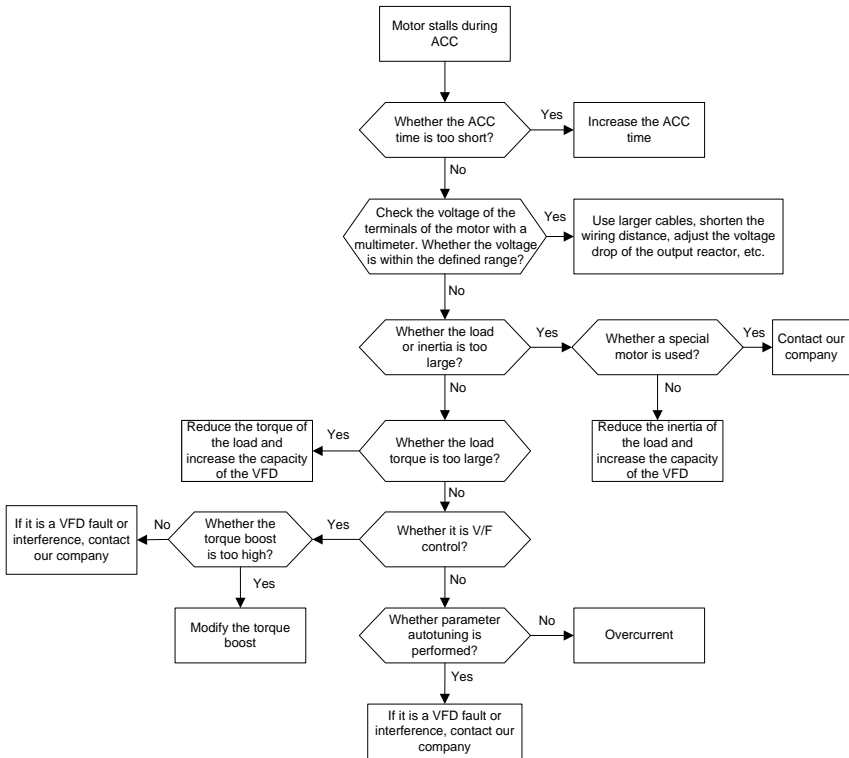 Motor stalls during
ACC
Whether the ACC
time is too short?
Yes
Increase the ACC
time
No
Check the voltage of the
terminals of the motor with a
multimeter. Whether the voltage
is within the defined range?
Yes
Use larger cables, shorten the
wiring distance, adjust the voltage
drop of the output reactor, etc.
No
Whether the load
or inertia is too
large?
Yes
Whether a special
motor is used?
Yes
Contact our
company
No
No
Reduce the torque of
the load and
increase the capacity
of the VFD
Yes
Whether the load
torque is too large?
Reduce the inertia of
the load and
increase the capacity
of the VFD
No
If it is a VFD fault or
interference, contact
our company
No
Whether the
torque boost
is too high?
Yes
Whether it is V/F
control?
Yes
No
Modify the torque
boost
Whether parameter
autotuning is
performed?
No
Overcurrent
Yes
If it is a VFD fault or
interference, contact our
company